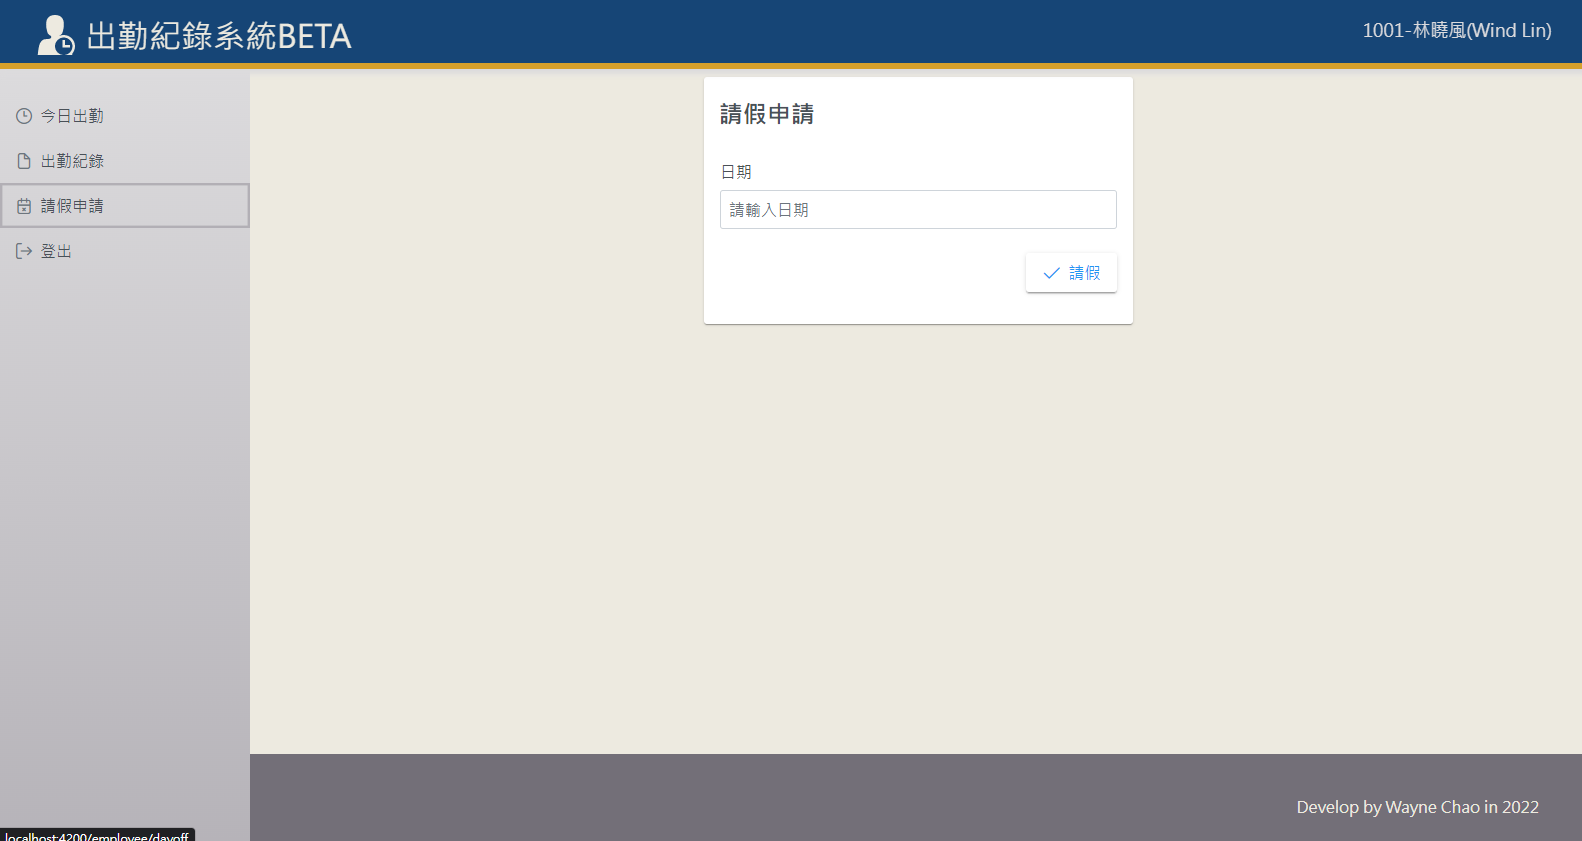 出勤紀錄系統BETA
1001-林曉風(Wind Lin)
今日出勤
出勤紀錄
請假申請
登出
請假申請
日期
請輸入日期
請假
Develop by Wayne Chao in 2022
localhost:4200/employee/dayoff